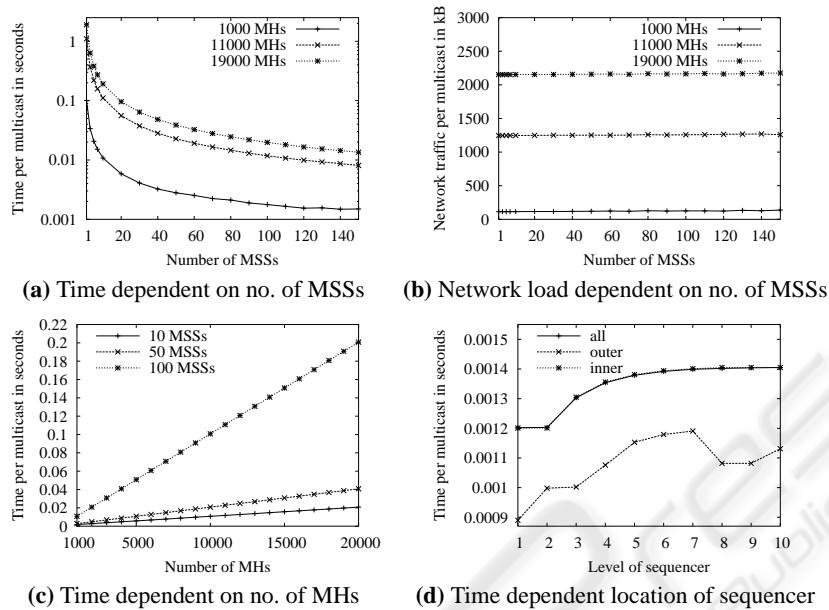 1000 MHs
11000 MHs
19000 MHs
Time per multicast in seconds
1
0.1
0.01
0.001
1 20 40 60 80 100 120 140
Number of MSSs
(a) Time dependent on no. of MSSs
1000 MHs
11000 MHs
19000 MHs
Network traffic per multicast in kB
3000
2500
2000
1500
1000
500
0
1 20 40 60 80 100 120 140
Number of MSSs
(b) Network load dependent on no. of MSSs
10 MSSs
50 MSSs
100 MSSs
Time per multicast in seconds
0.22
0.2
0.18
0.16
0.14
0.12
0.1
0.08
0.06
0.04
0.02
0
1000 5000 10000 15000 20000
Number of MHs
(c) Time dependent on no. of MHs
all
outer
inner
Time per multicast in seconds
0.0015
0.0014
0.0013
0.0012
0.0011
0.001
0.0009
1 2 3 4 5 6 7 8 9 10
Level of sequencer
(d) Time dependent location of sequencer